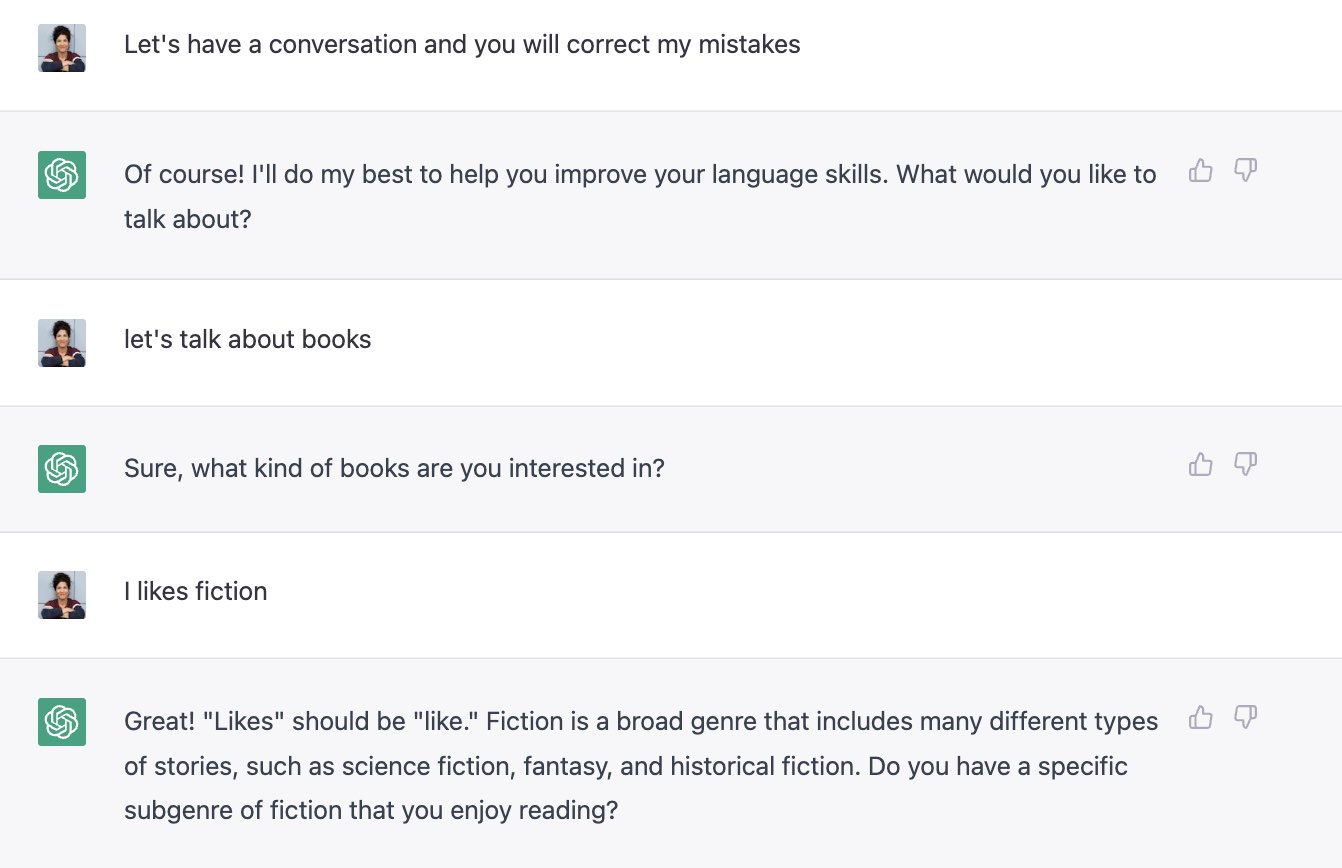 Let's have a conversation and you will correct my mistakes
Of course! I'll do my best to help you improve your language skills. What would you like to
talk about?
let's talk about books
Sure, what kind of books are you interested in?
I likes fiction
Great! "Likes" should be "like." Fiction is a broad genre that includes many different types
of stories, such as science fiction, fantasy, and historical fiction. Do you have a specific
subgenre of fiction that you enjoy reading?